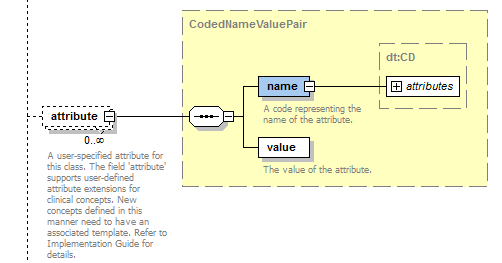 CodedNameValuePair
dt:CD
name
attributes
A code representing the
name of the attribute.
attribute
0..∞
value
The value of the attribute.
A user-specified attribute for
this class. The field 'attribute'
supports user-defined
attribute extensions for
clinical concepts. New
concepts defined in this
manner need to have an
associated template. Refer to
Implementation Guide for
details.